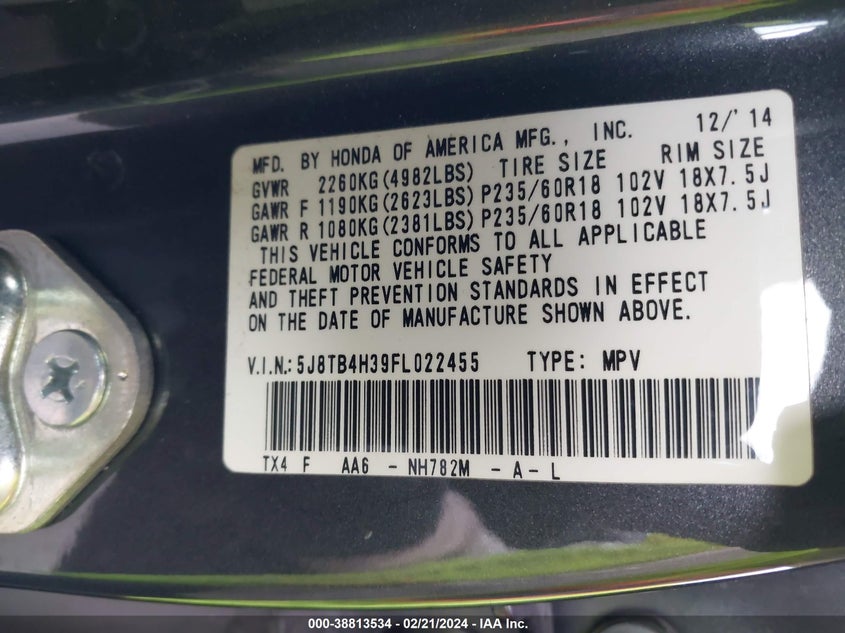 MFD. BY HONDA OF AMERICA MFG., INC. 12/'14
GVWR 2260KG(4982LBS) TIRE SIZE RIM SIZE
GAWR F 1190KG(2623LBS) P235/60R18 102V 18X7.5J
GAWR R 1080KG(2381LBS) P235/60R18 102V 18X7.5J
THIS VEHICLE CONFORMS TO ALL APPLICABLE
FEDERAL MOTOR VEHICLE SAFETY
AND THEFT PREVENTION STANDARDS IN EFFECT
ON THE DATE OF MANUFACTURE SHOWN ABOVE.
V.I.N.: 5J8TB4H39FL022455 TYPE: MPV
TX4 F AA6 - NH782M - A - L
000-38813534 - 02/21/2024 - IAA Inc.